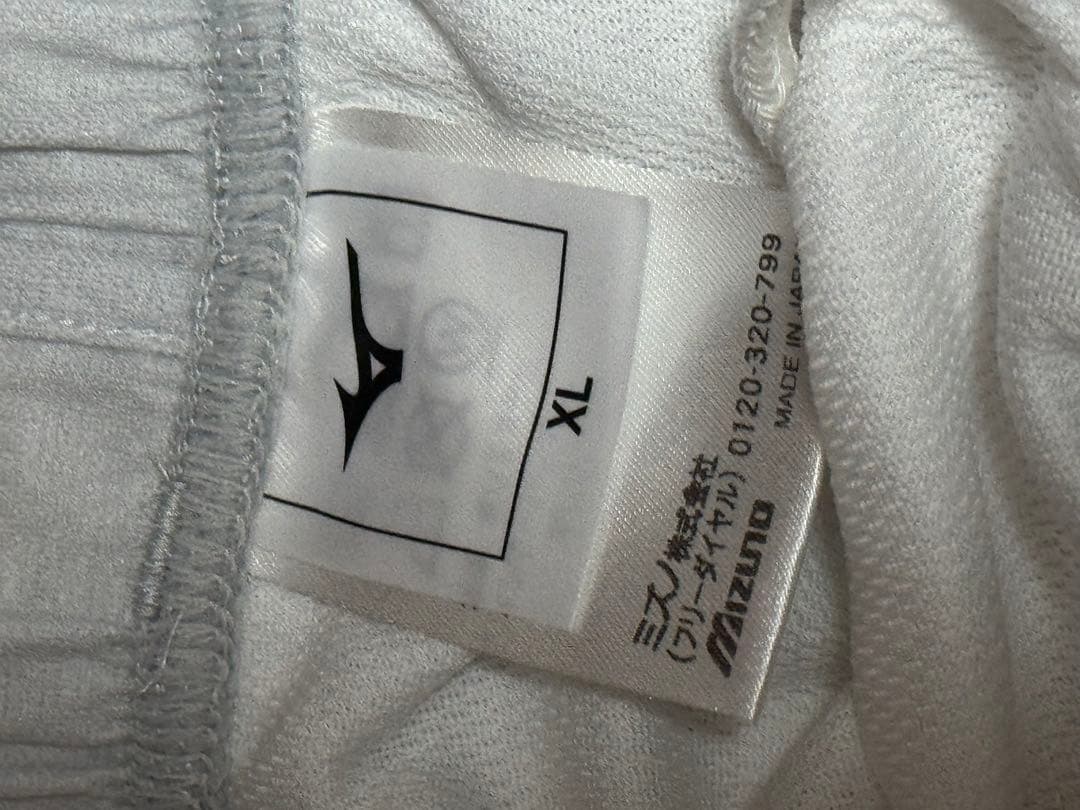 XL
ミズノ株式会社
(フリーダイヤル) 0120-320-799
MIZUNO
MADE IN